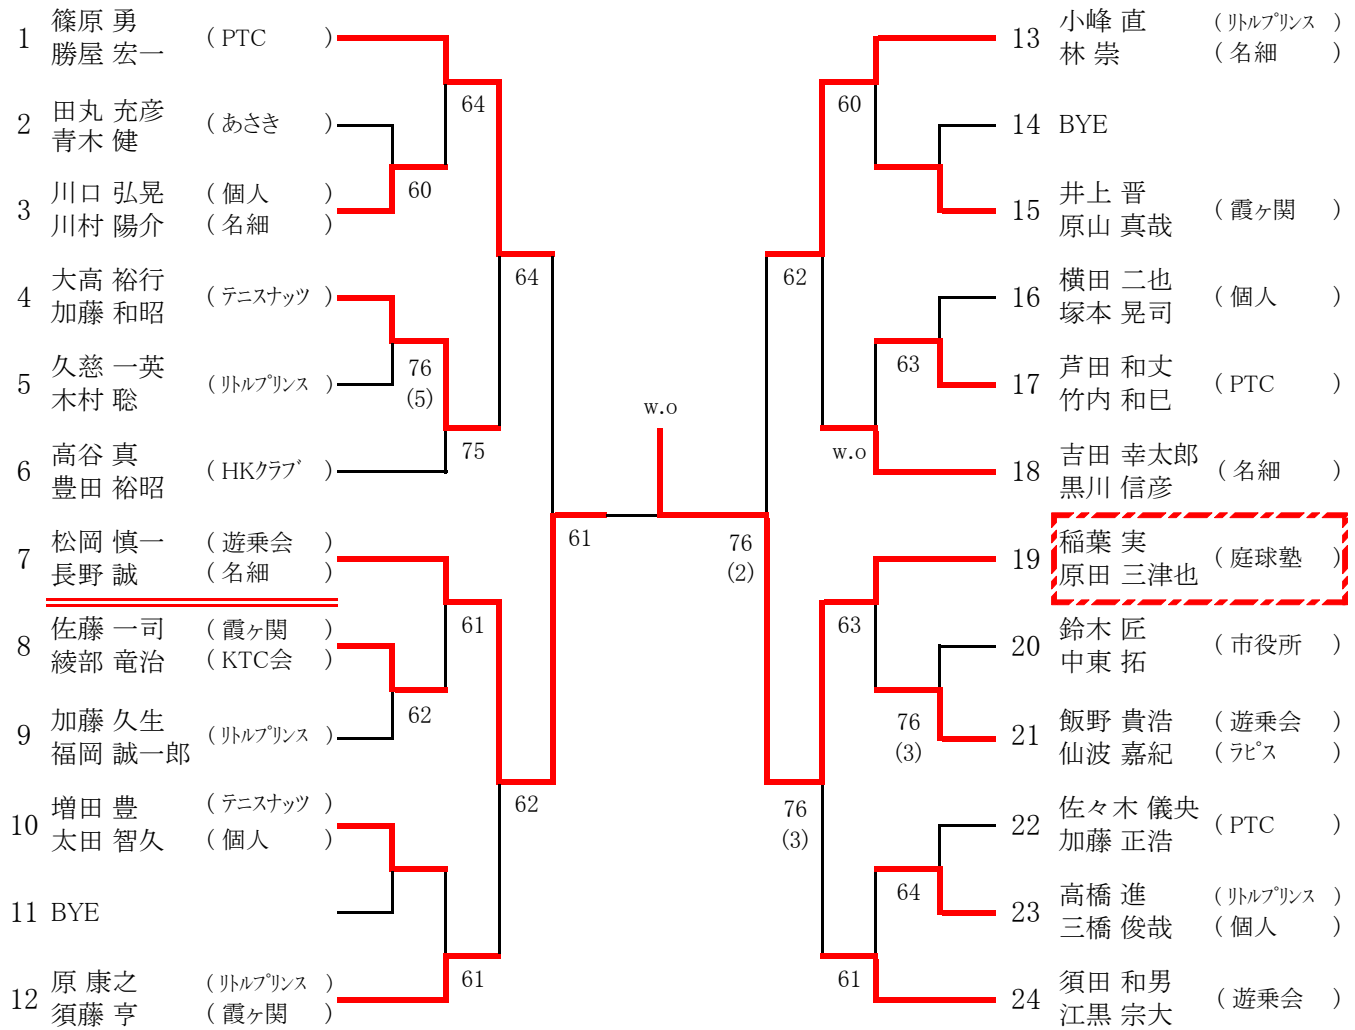 1 篠原 勇 ( PTC )
勝屋 宏一
2 田丸 充彦 ( あさき )
青木 健
3 川口 弘晃 ( 個人 )
川村 陽介 ( 名細 )
4 大高 裕行 ( テニスナッツ )
加藤 和昭
5 久慈 一英 ( リトルプリンス )
木村 聡
6 高谷 真 ( HKクラブ )
豊田 裕昭
7 松岡 慎一 ( 遊乗会 )
長野 誠 ( 名細 )
8 佐藤 一司 ( 霞ヶ関 )
綾部 竜治 ( KTC会 )
9 加藤 久生 ( リトルプリンス )
福岡 誠一郎
10 増田 豊 ( テニスナッツ )
太田 智久 ( 個人 )
11 BYE
12 原 康之 ( リトルプリンス )
須藤 亨 ( 霞ヶ関 )
64
60
64
76
(5)
75
61
61
62
62
61
w.o
60
62
63
w.o
76
(2)
63
76
(3)
76
(3)
64
61
13 小峰 直 ( リトルプリンス )
林 崇 ( 名細 )
14 BYE
15 井上 晋 ( 霞ヶ関 )
原山 真哉
16 横田 二也 ( 個人 )
塚本 晃司
17 芦田 和丈 ( PTC )
竹内 和巳
18 吉田 幸太郎 ( 名細 )
黒川 信彦
19 稲葉 実 ( 庭球塾 )
原田 三津也
20 鈴木 匠 ( 市役所 )
中東 拓
21 飯野 貴浩 ( 遊乗会 )
仙波 嘉紀 ( ラピス )
22 佐々木 儀央 ( PTC )
加藤 正浩
23 高橋 進 ( リトルプリンス )
三橋 俊哉 ( 個人 )
24 須田 和男 ( 遊乗会 )
江黒 宗大